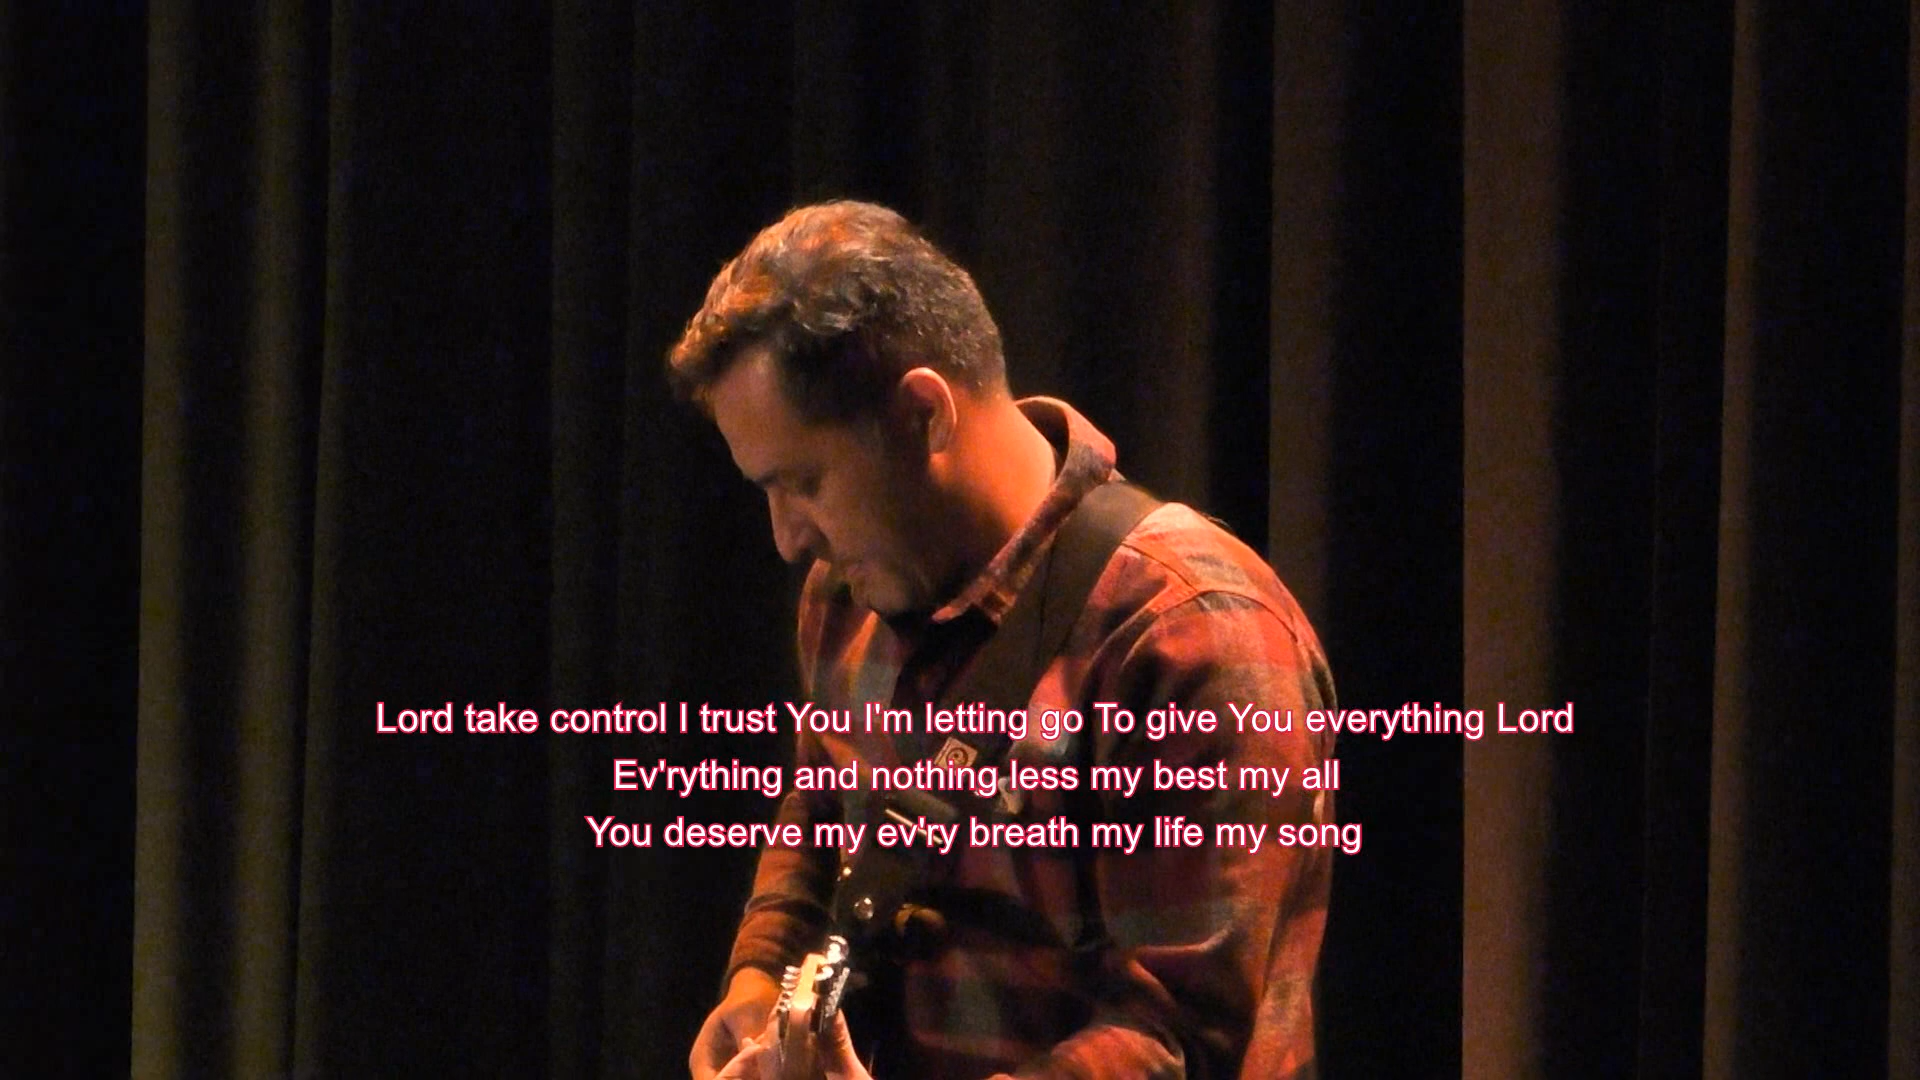 Lord take control I trust You I'm letting go To give You everything Lord
Ev'rything and nothing less my best my all
You deserve my ev'ry breath my life my song